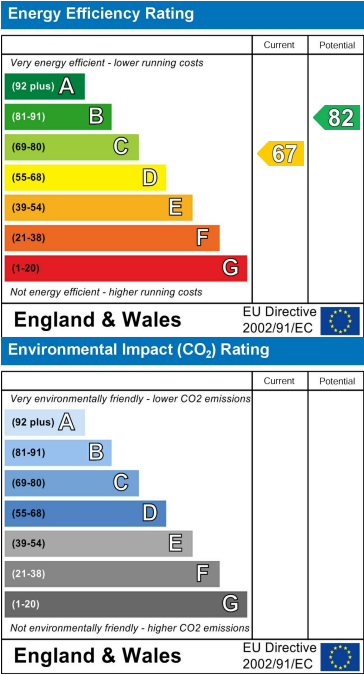 Energy Efficiency Rating
Current Potential
Very energy efficient - lower running costs
(92 plus) A
(81-91) B
(69-80) C
(55-68) D
(39-54) E
(21-38) F
(1-20) G
67
82
Not energy efficient - higher running costs
England & Wales
EU Directive
2002/91/EC
Environmental Impact (CO₂) Rating
Current Potential
Very environmentally friendly - lower CO2 emissions
(92 plus) A
(81-91) B
(69-80) C
(55-68) D
(39-54) E
(21-38) F
(1-20) G
Not environmentally friendly - higher CO2 emissions
England & Wales
EU Directive
2002/91/EC